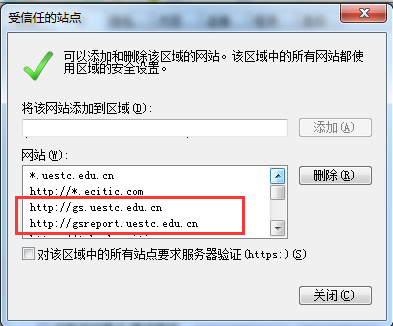 受信任的站点
可以添加和删除该区域的网站。该区域中的所有网站都使
用区域的安全设置。
将该网站添加到区域(D):
添加(A)
网站(W):
*.uestc.edu.cn
http://*.ecitic.com
http://gs.uestc.edu.cn
http://gsreport.uestc.edu.cn
删除(R)
对该区域中的所有站点要求服务器验证(https:)(S)
关闭(C)